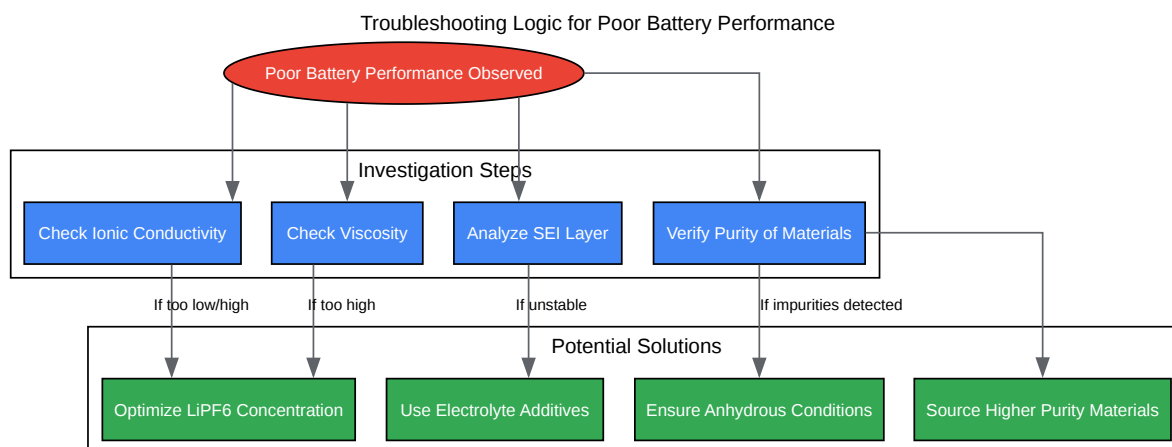 Troubleshooting Logic for Poor Battery Performance
Poor Battery Performance Observed
Investigation Steps
Check Ionic Conductivity
Check Viscosity
Analyze SEI Layer
Verify Purity of Materials
If too low/high
If too high
If unstable
If impurities detected
Potential Solutions
Optimize LiPF6 Concentration
Use Electrolyte Additives
Ensure Anhydrous Conditions
Source Higher Purity Materials